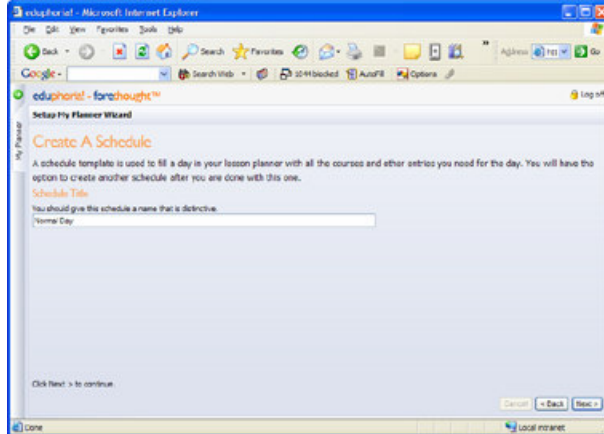 eduphoria! - Microsoft Internet Explorer
File Edit View Favorites Tools Help
Back Search Favorites Address Go
Google - Search Web 1044 blocked AutoFill Options
eduphoria! - forethought™ Log off
Setup My Planner Wizard
My Planner
Create A Schedule
A schedule template is used to fill a day in your lesson planner with all the courses and other entries you need for the day. You will have the
option to create another schedule after you are done with this one.
Schedule Title
You should give this schedule a name that is distinctive.
Normal Day
Click Next > to continue.
Cancel < Back Next >
Done Local intranet